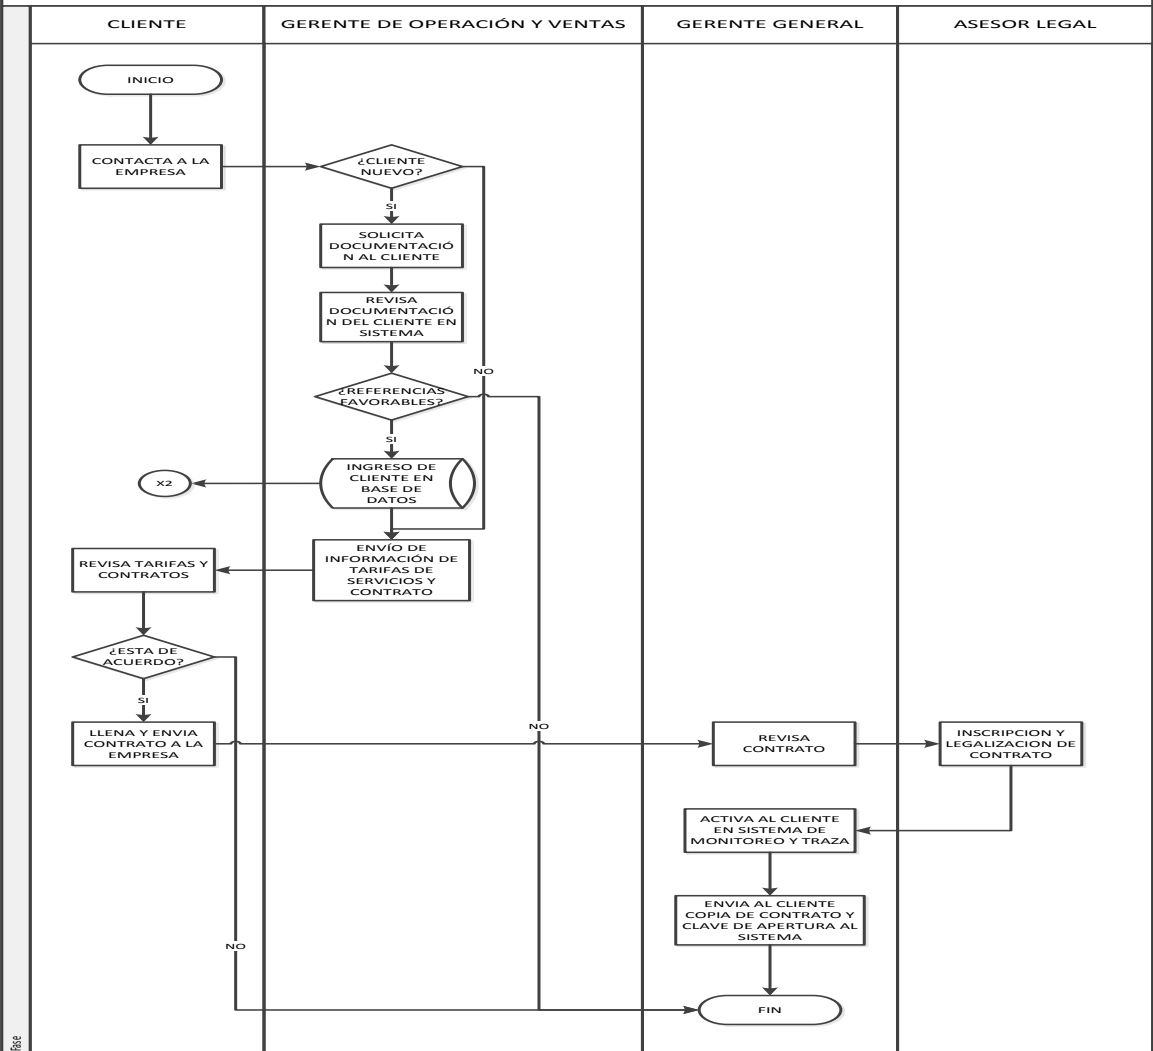 CLIENTE
GERENTE DE OPERACIÓN Y VENTAS
GERENTE GENERAL
ASESOR LEGAL
INICIO
CONTACTA A LA
EMPRESA
¿CLIENTE
NUEVO?
SI
SOLICITA
DOCUMENTACIÓ
N AL CLIENTE
REVISA
DOCUMENTACIÓ
N DEL CLIENTE EN
SISTEMA
NO
¿REFERENCIAS
FAVORABLES?
SI
INGRESO DE
CLIENTE EN
BASE DE
DATOS
X2
ENVÍO DE
INFORMACIÓN DE
TARIFAS DE
SERVICIOS Y
CONTRATO
REVISA TARIFAS Y
CONTRATOS
¿ESTA DE
ACUERDO?
SI
NO
LLENA Y ENVIA
CONTRATO A LA
EMPRESA
REVISA
CONTRATO
INSCRIPCION Y
LEGALIZACION DE
CONTRATO
ACTIVA AL CLIENTE
EN SISTEMA DE
MONITOREO Y TRAZA
ENVIA AL CLIENTE
COPIA DE CONTRATO Y
CLAVE DE APERTURA AL
SISTEMA
NO
FIN
Fase